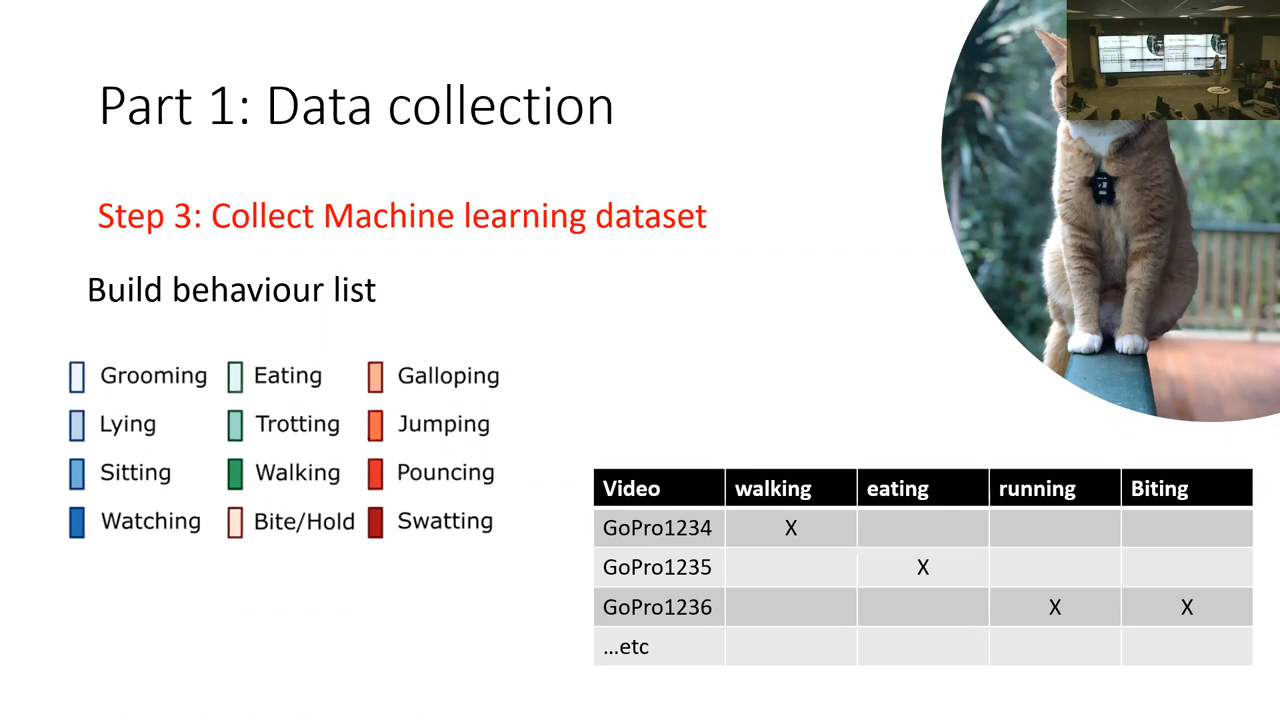 Part 1: Data collection
Step 3: Collect Machine learning dataset
Build behaviour list
Grooming Eating Galloping
Lying Trotting Jumping
Sitting Walking Pouncing
Watching Bite/Hold Swatting
Video walking eating running Biting
GoPro1234 X
GoPro1235 X
GoPro1236 X X
...etc